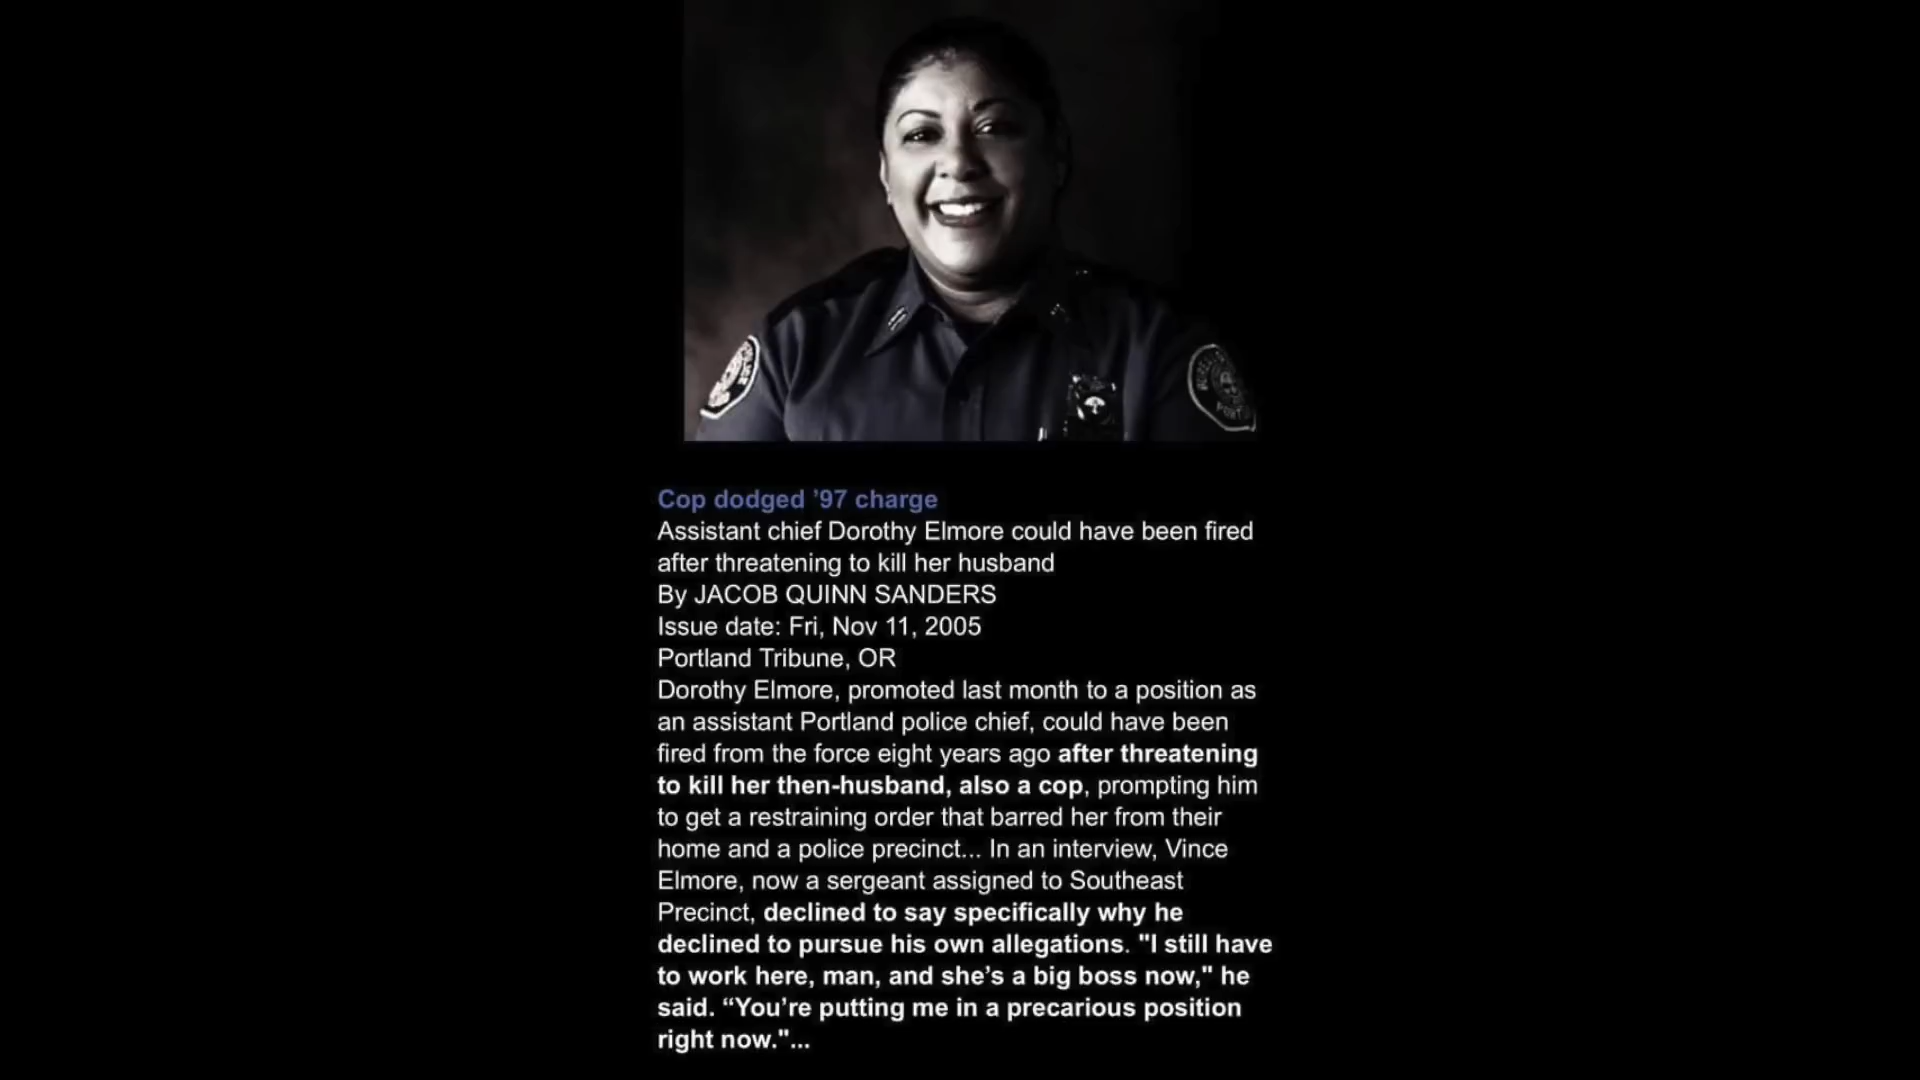 Cop dodged ’97 charge
Assistant chief Dorothy Elmore could have been fired
after threatening to kill her husband
By JACOB QUINN SANDERS
Issue date: Fri, Nov 11, 2005
Portland Tribune, OR
Dorothy Elmore, promoted last month to a position as
an assistant Portland police chief, could have been
fired from the force eight years ago after threatening
to kill her then-husband, also a cop, prompting him
to get a restraining order that barred her from their
home and a police precinct... In an interview, Vince
Elmore, now a sergeant assigned to Southeast
Precinct, declined to say specifically why he
declined to pursue his own allegations. "I still have
to work here, man, and she’s a big boss now," he
said. “You’re putting me in a precarious position
right now."...